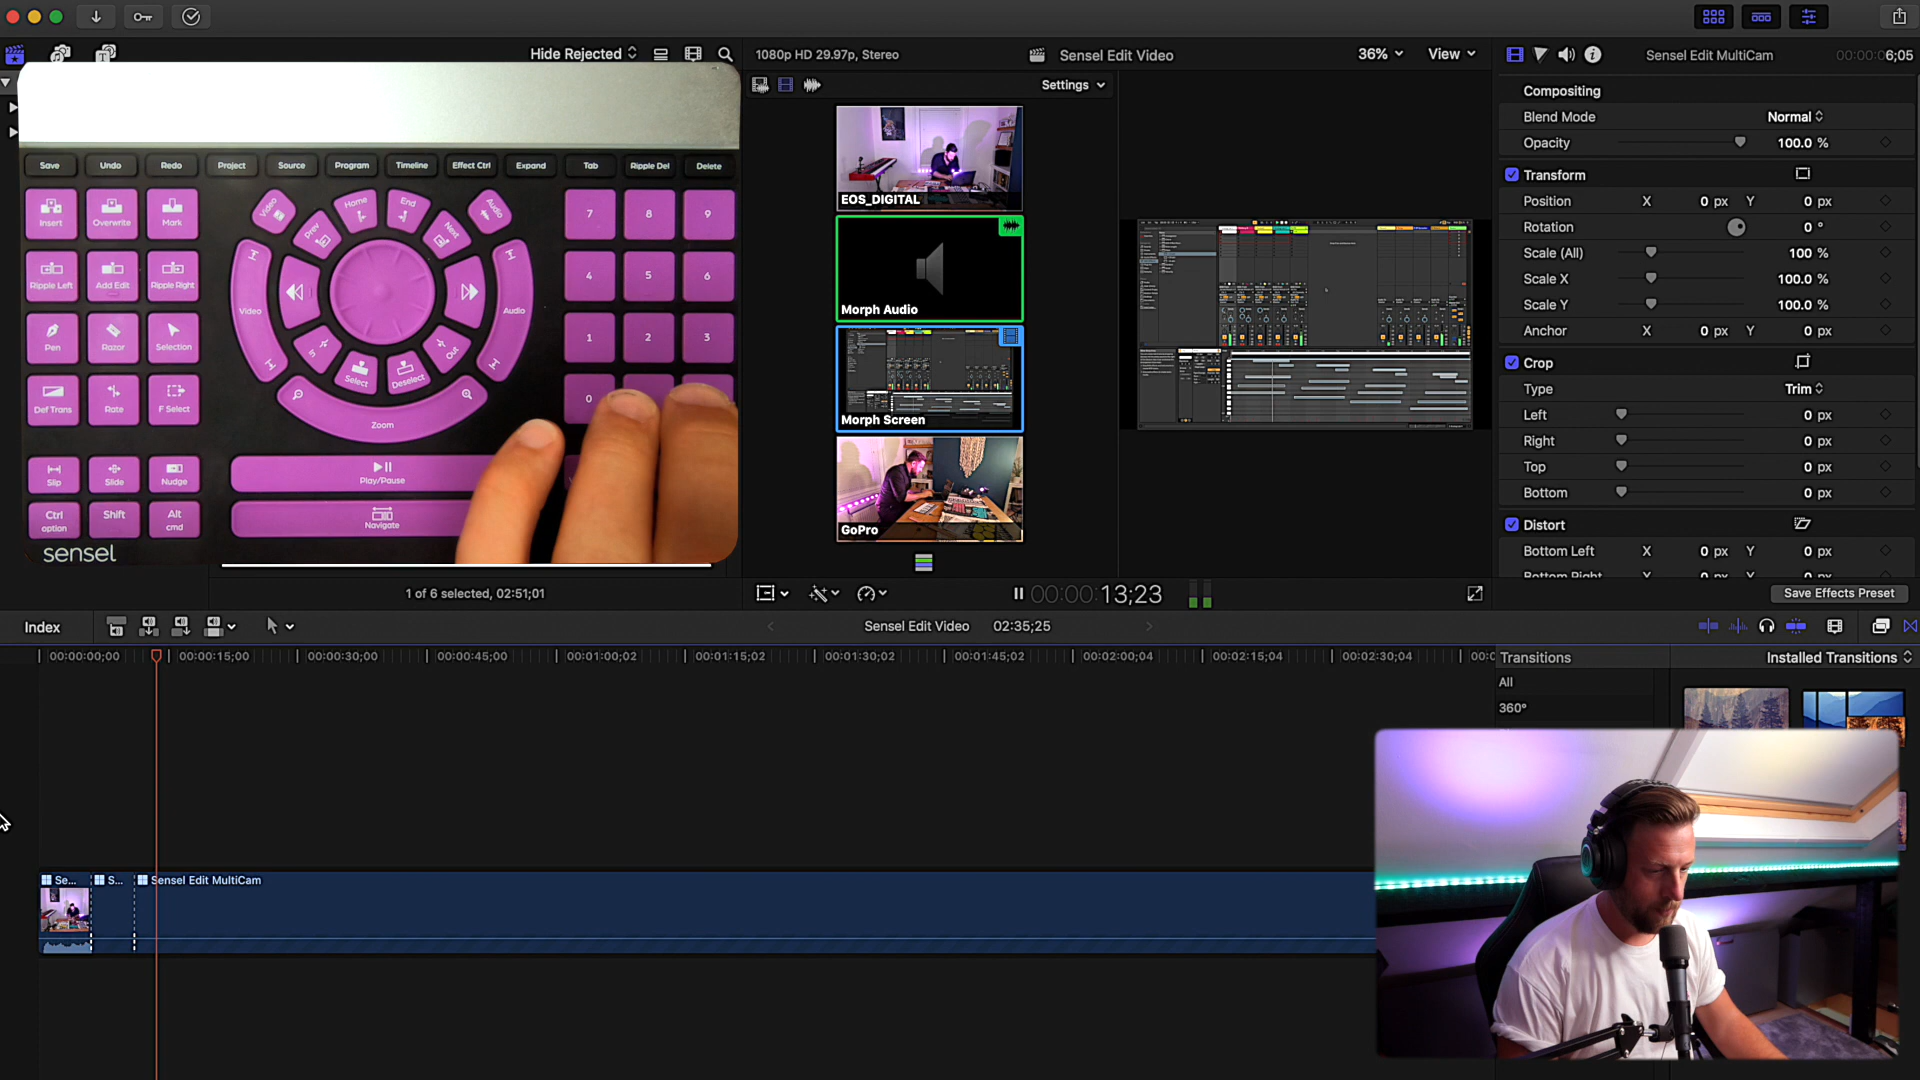 Hide Rejected
1080p HD 29.97p, Stereo
Sensel Edit Video
36%
View
Sensel Edit MultiCam
00:00:06;05
Settings
Save
Undo
Redo
Project
Source
Program
Timeline
Effect Ctrl
Expand
Tab
Ripple Del
Delete
Insert
Overwrite
Mark
Video
Prev
Home
End
Next
Audio
7
8
9
Ripple Left
Add Edit
Ripple Right
Video
Audio
4
5
6
Pen
Razor
Selection
In
Select
Deselect
Out
1
2
3
Def Trans
Rate
F Select
Zoom
0
Slip
Slide
Nudge
Play/Pause
Ctrl
option
Shift
Alt
cmd
Navigate
sensel
EOS_DIGITAL
Morph Audio
Morph Screen
GoPro
Compositing
Blend Mode
Normal
Opacity
100.0 %
Transform
Position
X
0 px
Y
0 px
Rotation
0 °
Scale (All)
100 %
Scale X
100.0 %
Scale Y
100.0 %
Anchor
X
0 px
Y
0 px
Crop
Type
Trim
Left
0 px
Right
0 px
Top
0 px
Bottom
0 px
Distort
Bottom Left
X
0 px
Y
0 px
Bottom Right
1 of 6 selected, 02:51;01
00:00:13;23
Save Effects Preset
Index
Sensel Edit Video
02:35;25
00:00:00;00
00:00:15;00
00:00:30;00
00:00:45;00
00:01:00;02
00:01:15;02
00:01:30;02
00:01:45;02
00:02:00;04
00:02:15;04
00:02:30;04
Transitions
Installed Transitions
All
360°
Se...
S...
Sensel Edit MultiCam